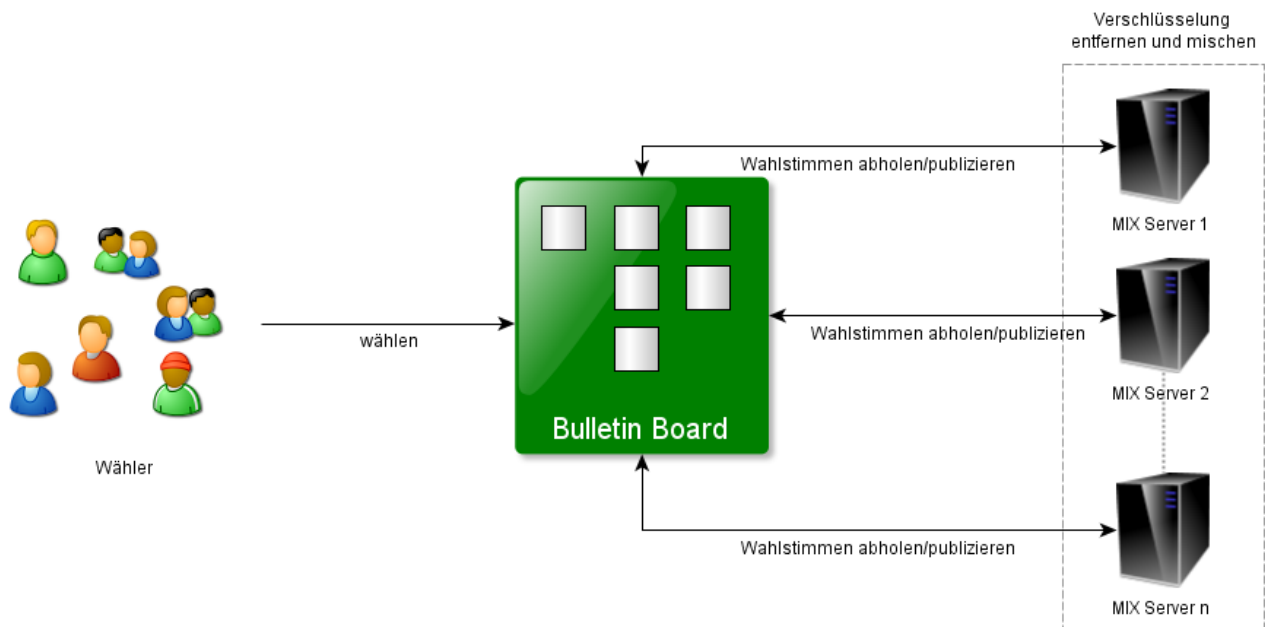 Verschlüsselung
entfernen und mischen
Wahlstimmen abholen/publizieren
MIX Server 1
wählen
Wahlstimmen abholen/publizieren
MIX Server 2
Bulletin Board
Wähler
Wahlstimmen abholen/publizieren
MIX Server n